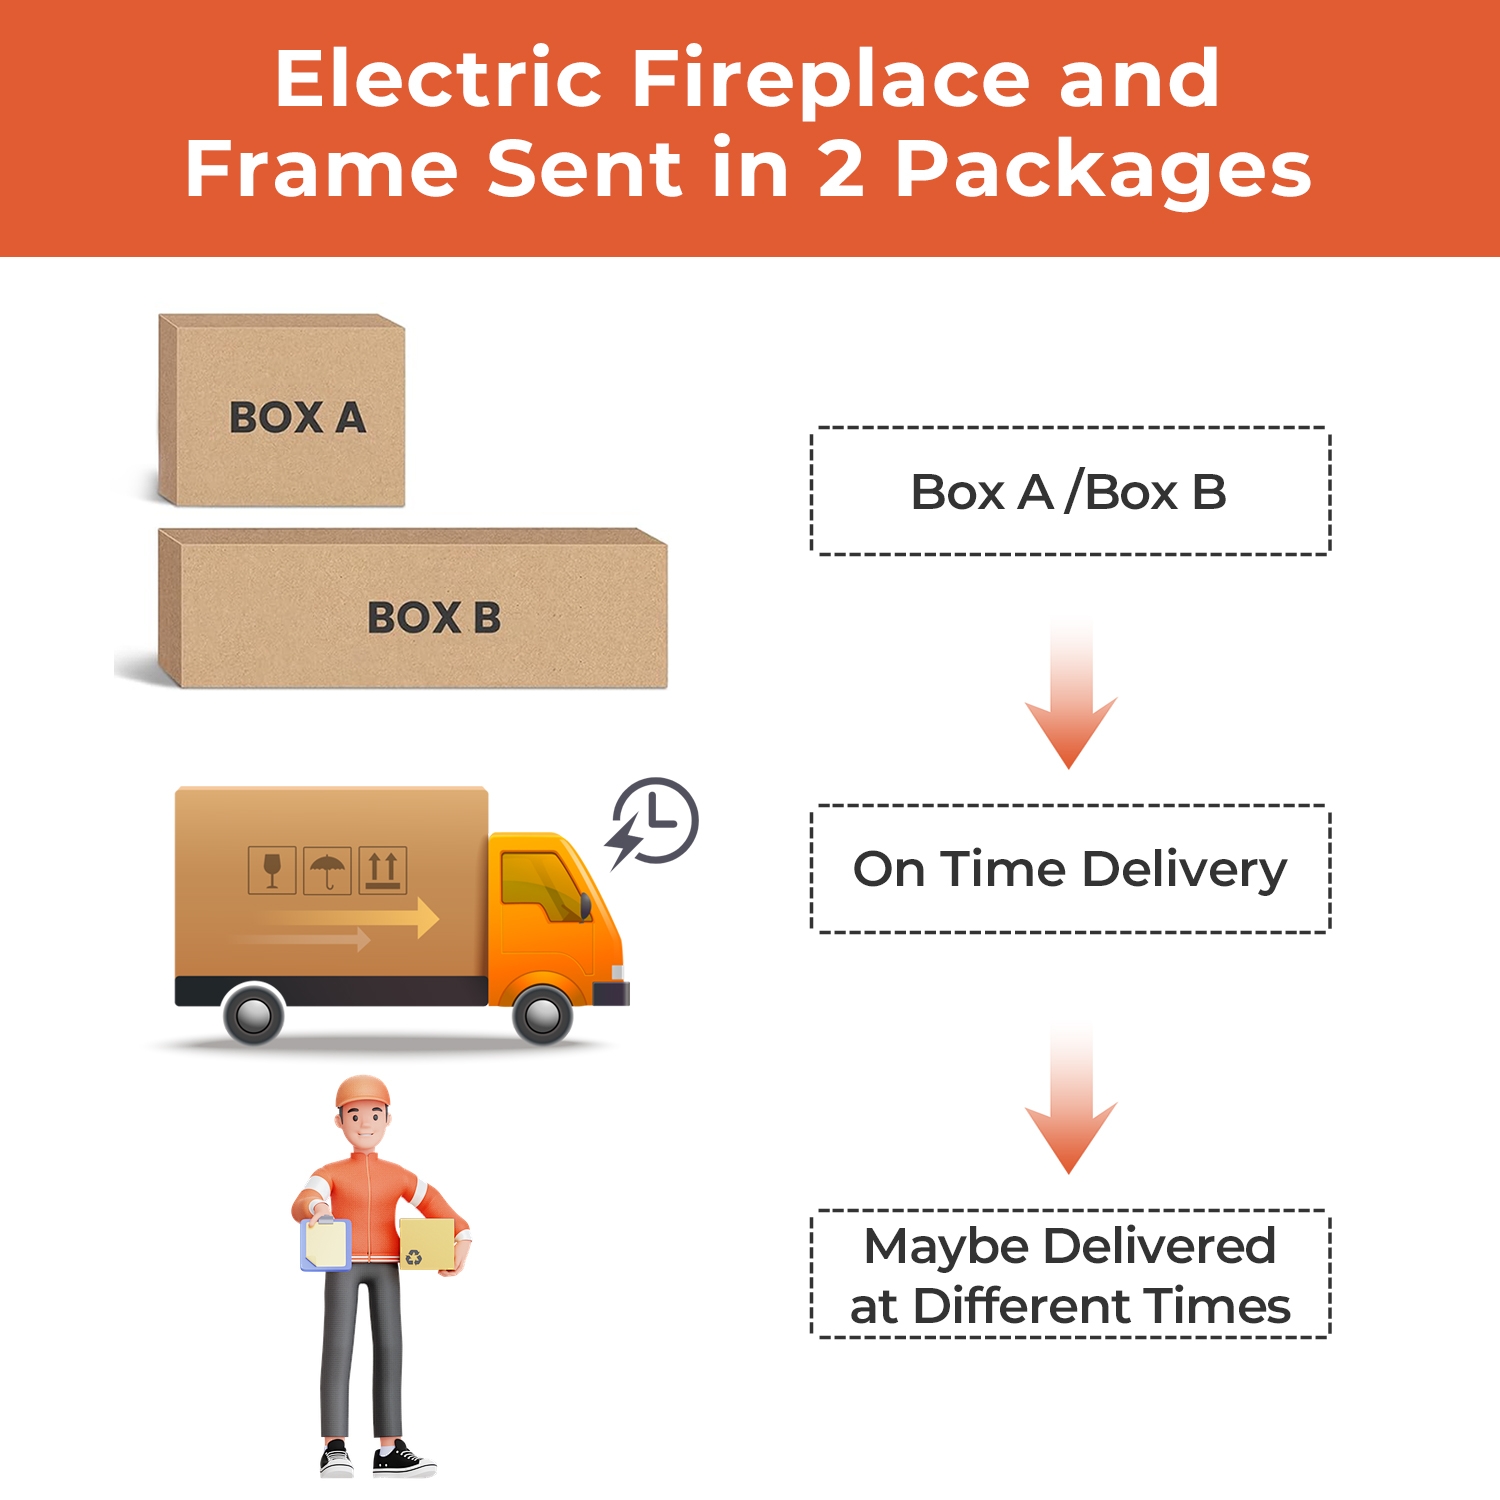 Electric Fireplace and
Frame Sent in 2 Packages
BOX A
BOX B
Box A /Box B
On Time Delivery
Maybe Delivered
at Different Times